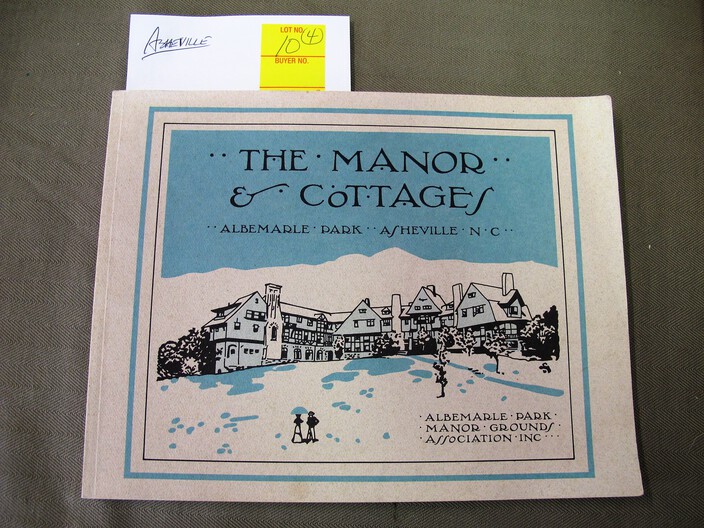 Asheville
LOT NO.
10 (4)
BUYER NO.
·· THE · MANOR ··
& · COTTAGES
·· ALBEMARLE · PARK ·· ASHEVILLE · N · C ··
· ALBEMARLE · PARK ·
· MANOR · GROUNDS ·
· ASSOCIATION · INC ···